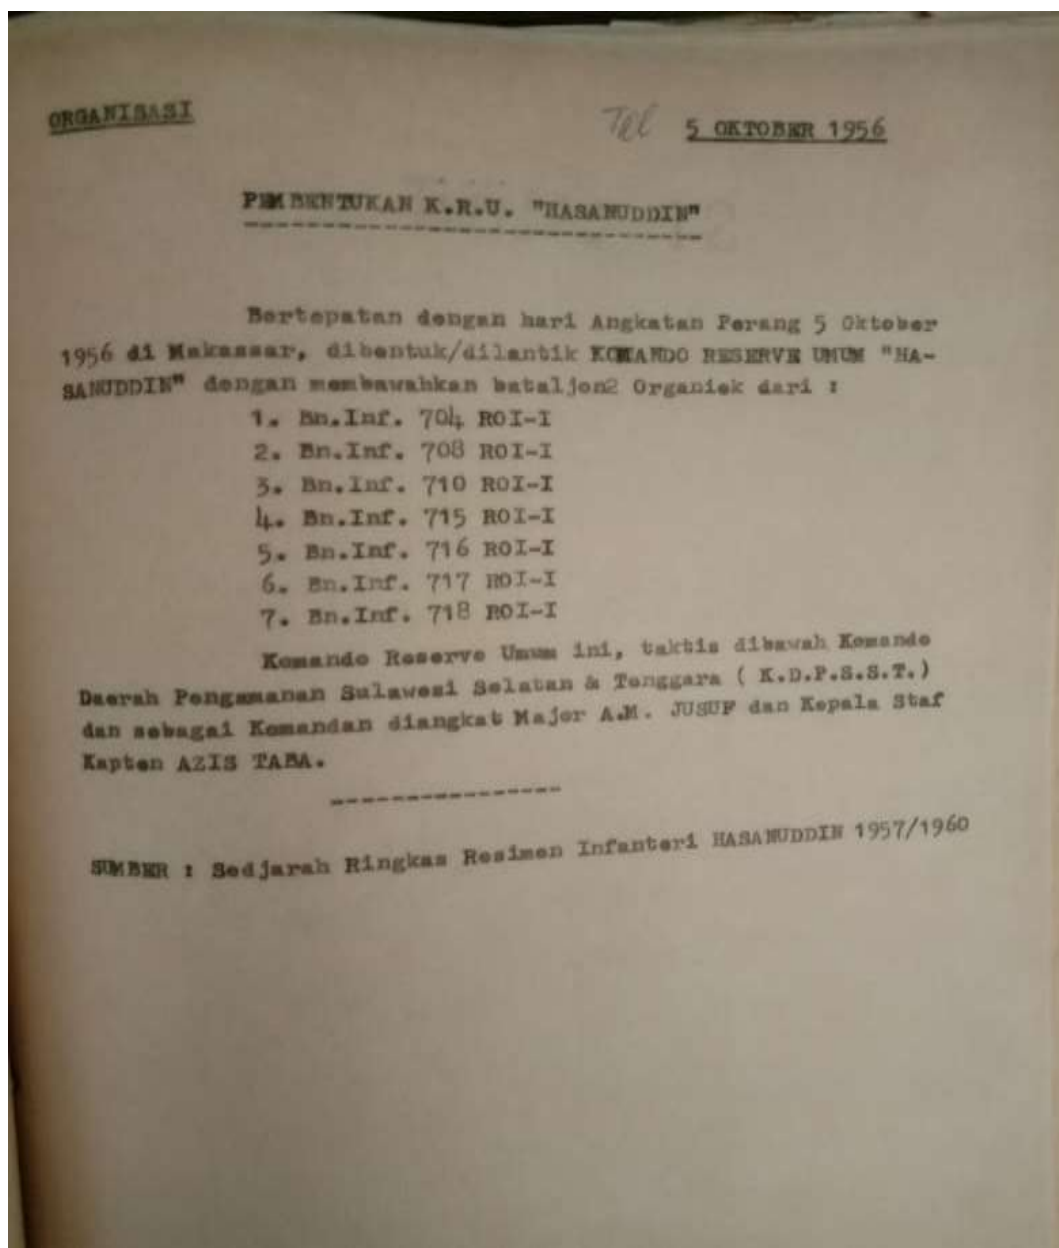 ORGANISASI
Tel 5 OKTOBER 1956
PEMBENTUKAN K.R.U. "HASANUDDIN"
Bertepatan dengan hari Angkatan Perang 5 Oktober
1956 di Makassar, dibentuk/dilantik KOMANDO RESERVE UMUM "HA-
SANUDDIN" dengan membawahkan bataljon2 Organiek dari :
1. Bn.Inf. 704 ROI-I
2. Bn.Inf. 708 ROI-I
3. Bn.Inf. 710 ROI-I
4. Bn.Inf. 715 ROI-I
5. Bn.Inf. 716 ROI-I
6. Bn.Inf. 717 ROI-I
7. Bn.Inf. 718 ROI-I
Komando Reserve Umum ini, taktis dibawah Komando
Daerah Pengamanan Sulawesi Selatan & Tenggara ( K.D.P.S.S.T.)
dan sebagai Komandan diangkat Major A.M. JUSUF dan Kepala Staf
Kapten AZIS TABA.
----------------
SUMBER : Sedjarah Ringkas Resimen Infanteri HASANUDDIN 1957/1960